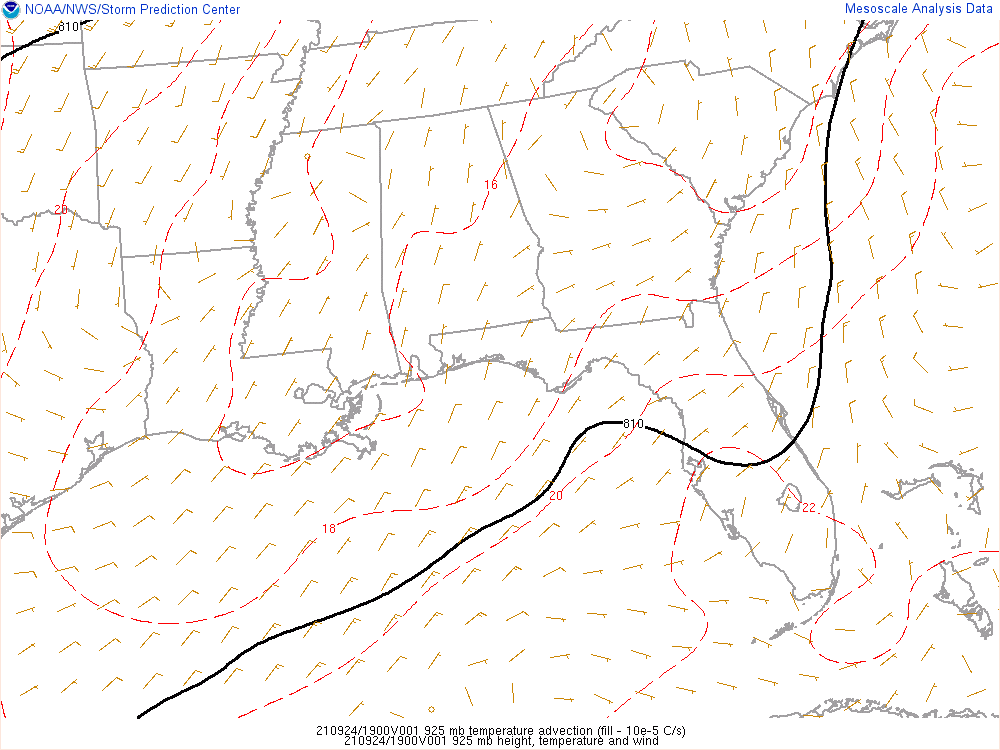 NOAA/NWS/Storm Prediction Center
Mesoscale Analysis Data
810
20
16
810
20
22
18
210924/1900V001 925 mb temperature advection (fill - 10e-5 C/s)
210924/1900V001 925 mb height, temperature and wind